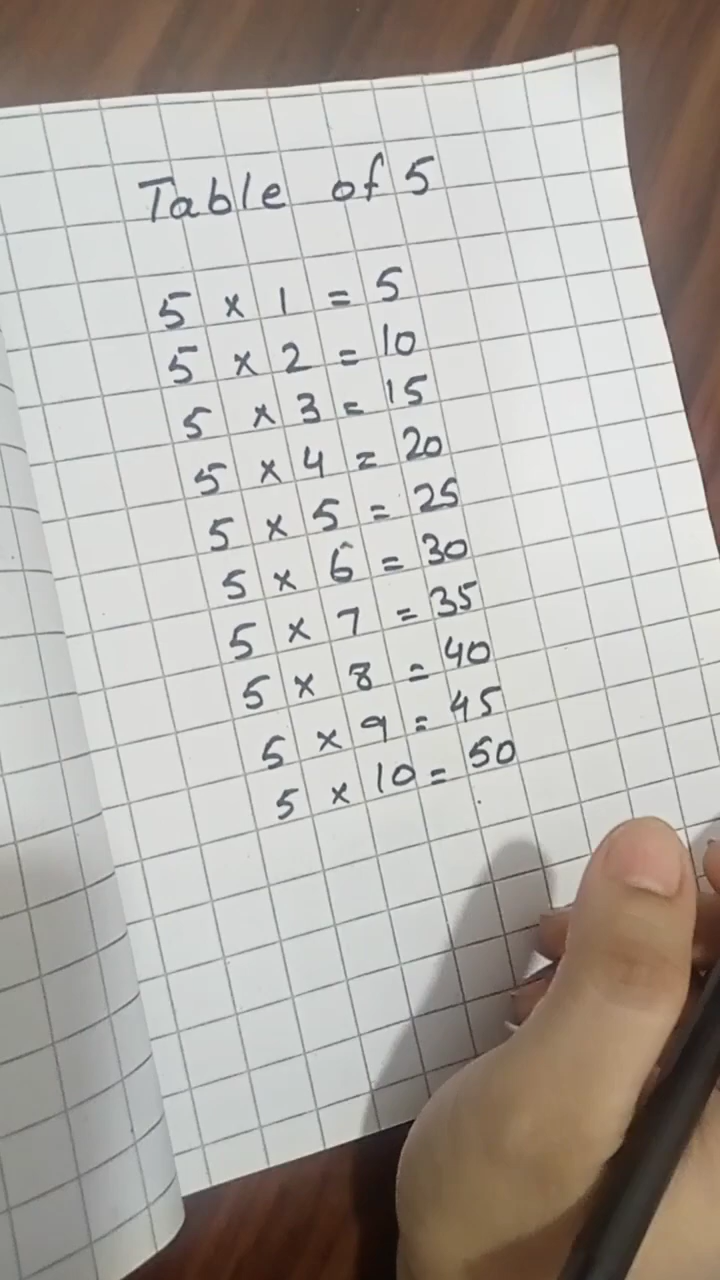 Table of 5
5 × 1 = 5
5 × 2 = 10
5 × 3 = 15
5 × 4 = 20
5 × 5 = 25
5 × 6 = 30
5 × 7 = 35
5 × 8 = 40
5 × 9 = 45
5 × 10 = 50